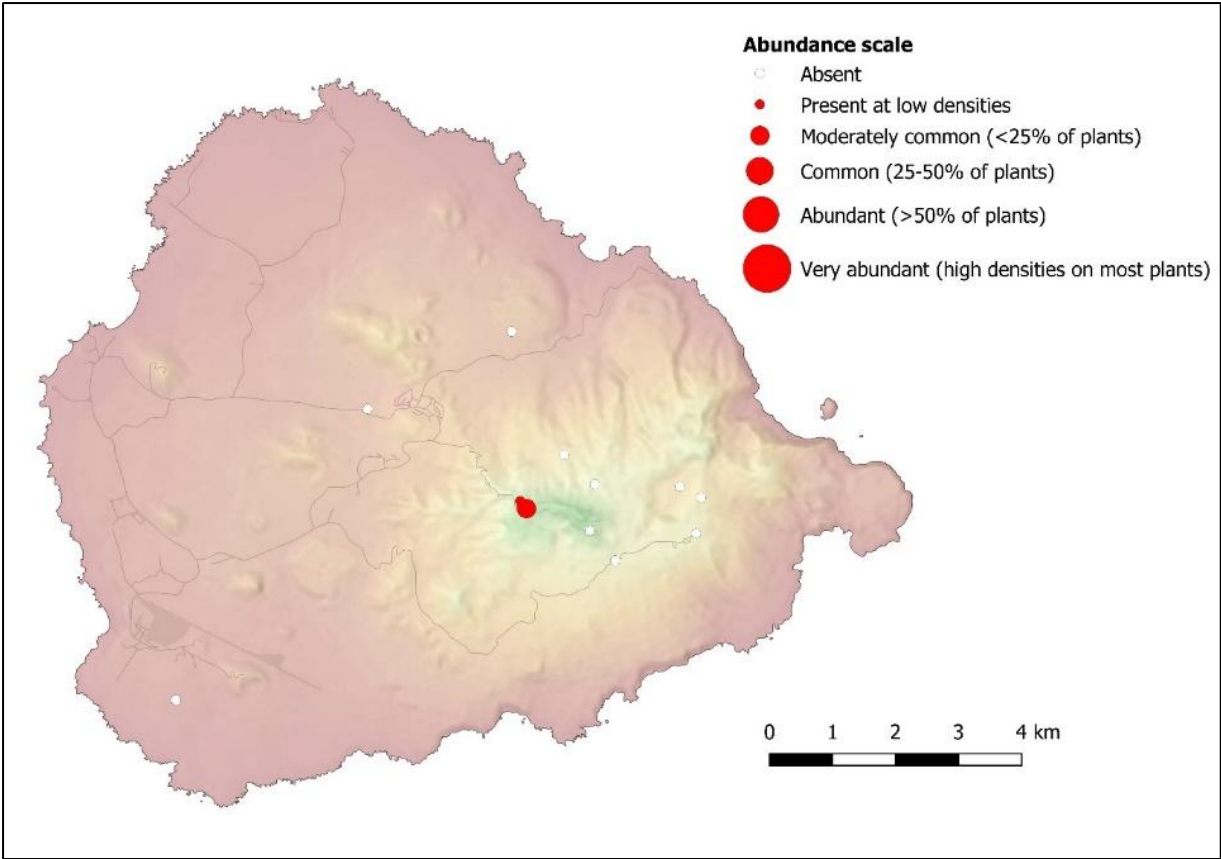 Abundance scale
Absent
Present at low densities
Moderately common (<25% of plants)
Common (25-50% of plants)
Abundant (>50% of plants)
Very abundant (high densities on most plants)
0 1 2 3 4 km